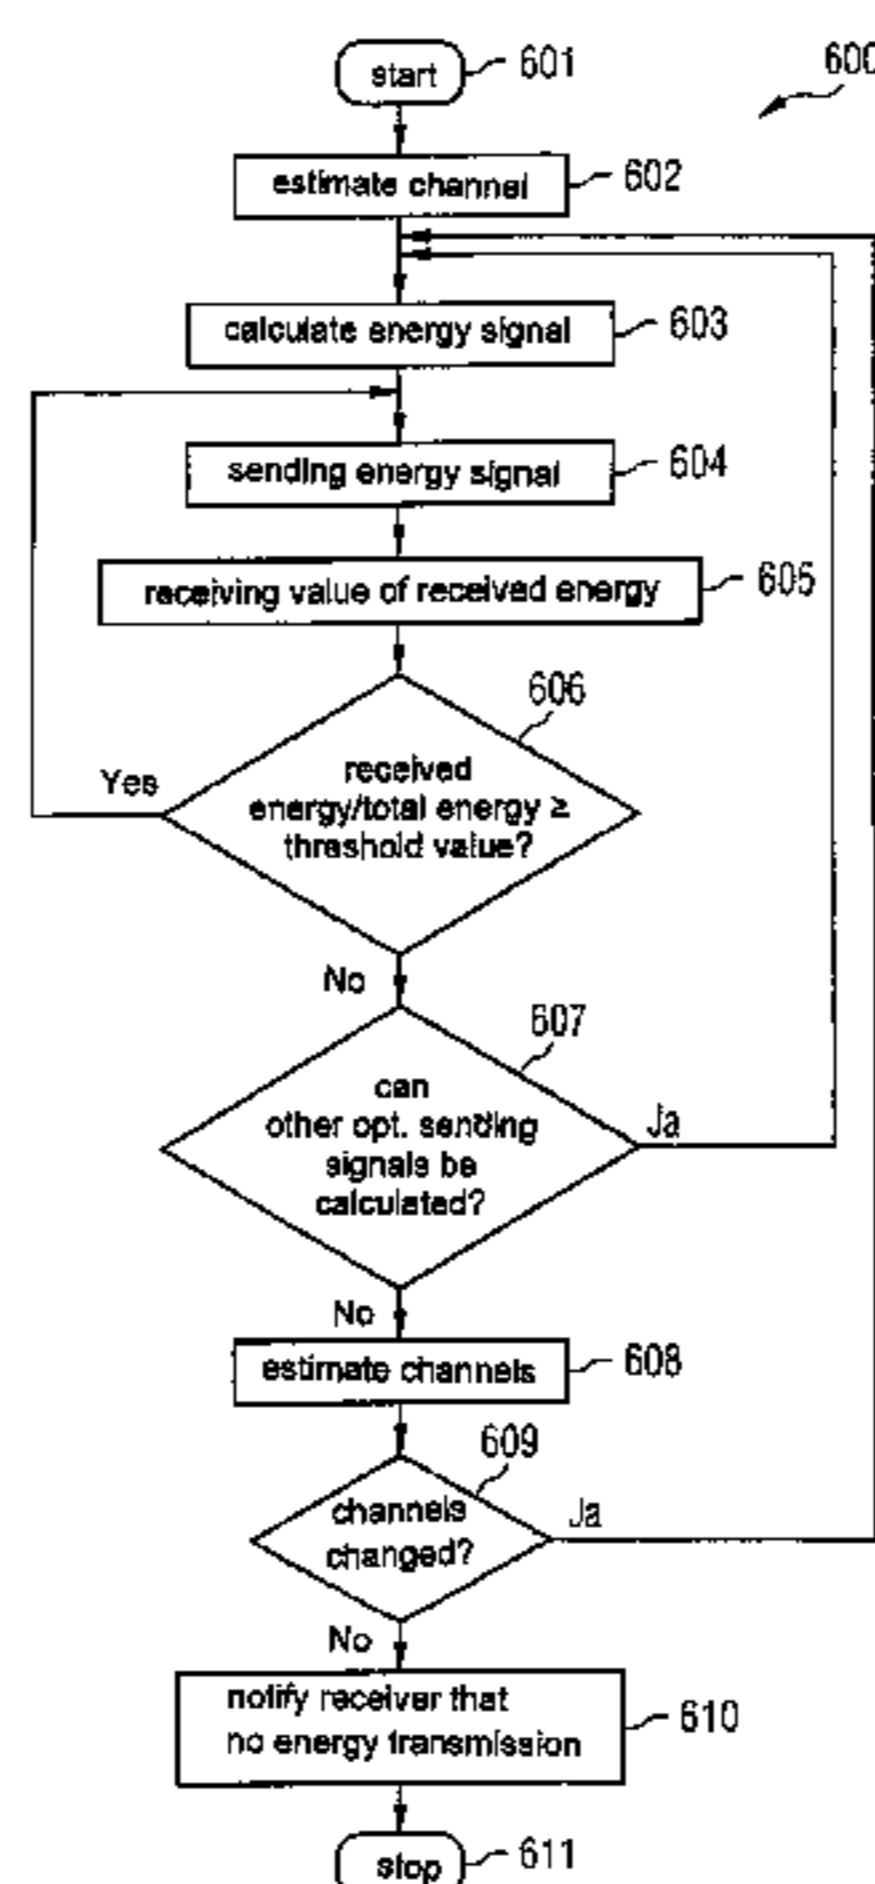 start 601
600
estimate channel 602
calculate energy signal 603
sending energy signal 604
receiving value of received energy 605
606
received
energy/total energy ≥
threshold value?
Yes
No
607
can
other opt. sending
signals be
calculated?
Ja
No
estimate channels 608
609
channels
changed?
Ja
No
notify receiver that
no energy transmission
610
stop 611